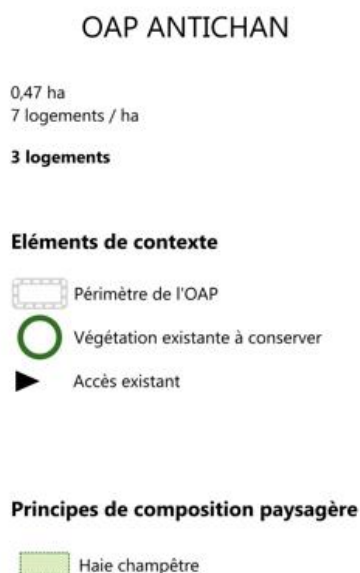 OAP ANTICHAN
0,47 ha
7 logements / ha
3 logements
Eléments de contexte
Périmètre de l'OAP
Végétation existante à conserver
Accès existant
Principes de composition paysagère
Haie champêtre